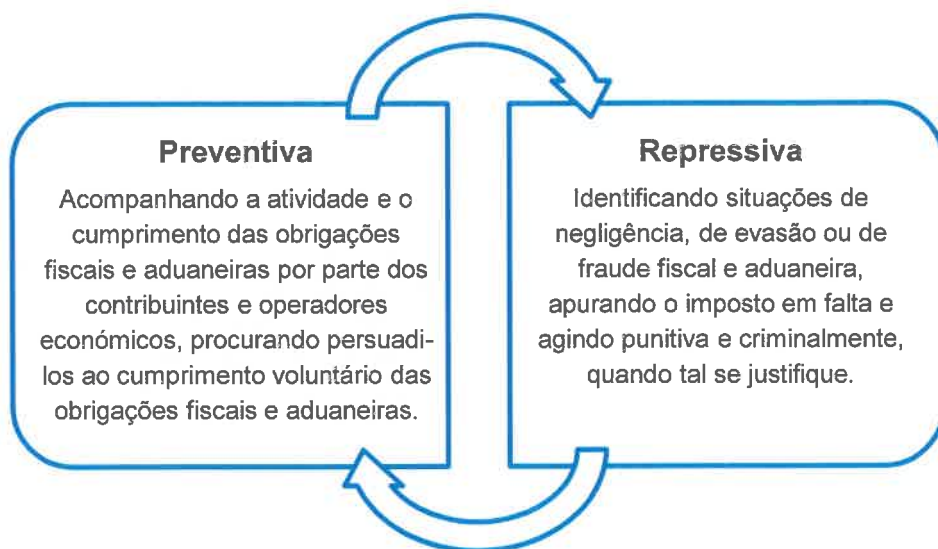 Preventiva
Acompanhando a atividade e o
cumprimento das obrigações
fiscais e aduaneiras por parte dos
contribuintes e operadores
económicos, procurando persuadi-
los ao cumprimento voluntário das
obrigações fiscais e aduaneiras.
Repressiva
Identificando situações de
negligência, de evasão ou de
fraude fiscal e aduaneira,
apurando o imposto em falta e
agindo punitiva e criminalmente,
quando tal se justifique.